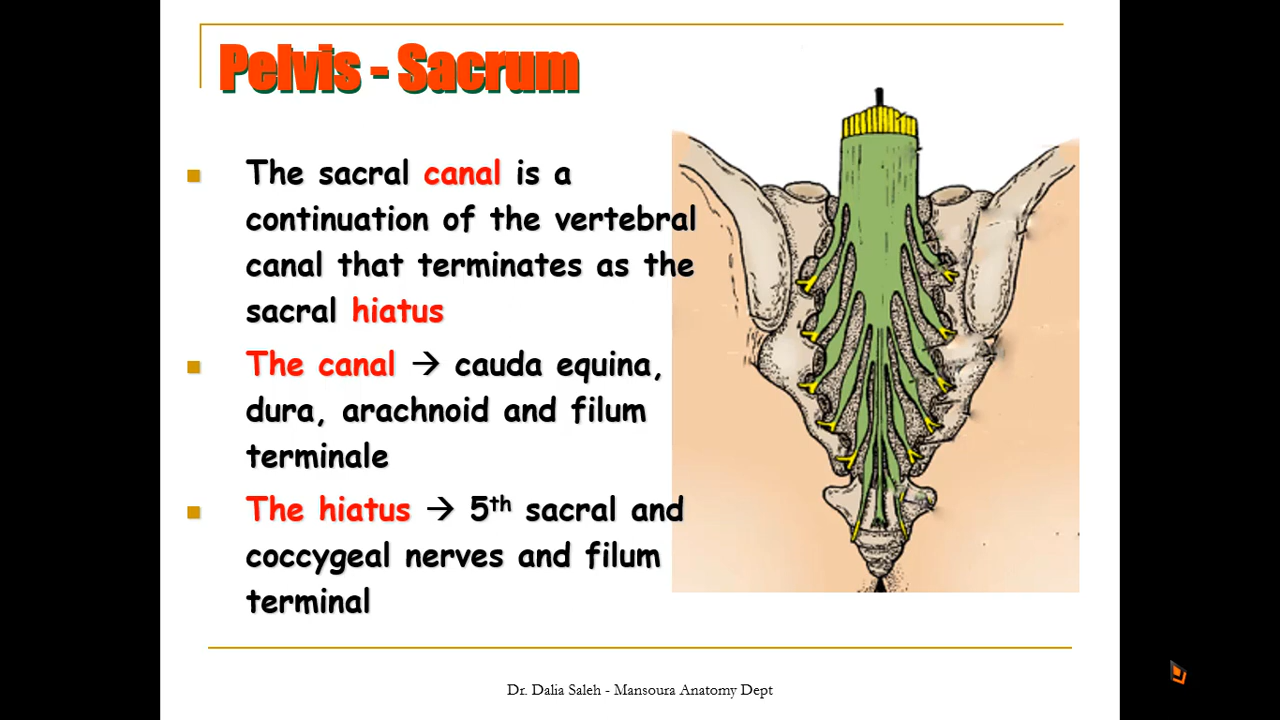 Pelvis - Sacrum
The sacral canal is a
continuation of the vertebral
canal that terminates as the
sacral hiatus
The canal → cauda equina,
dura, arachnoid and filum
terminale
The hiatus → 5th sacral and
coccygeal nerves and filum
terminal
Dr. Dalia Saleh - Mansoura Anatomy Dept